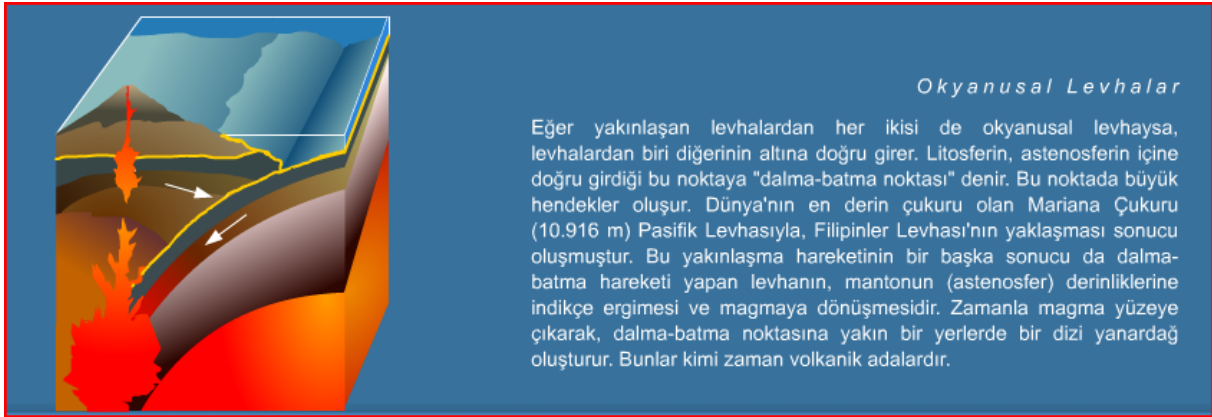 Okyanusal Levhalar
Eğer yakınlaşan levhalardan her ikisi de okyanusal levhaysa,
levhalardan biri diğerinin altına doğru girer. Litosferin, astenosferin içine
doğru girdiği bu noktaya "dalma-batma noktası" denir. Bu noktada büyük
hendekler oluşur. Dünya'nın en derin çukuru olan Mariana Çukuru
(10.916 m) Pasifik Levhasıyla, Filipinler Levhası'nın yaklaşması sonucu
oluşmuştur. Bu yakınlaşma hareketinin bir başka sonucu da dalma-
batma hareketi yapan levhanın, mantonun (astenosfer) derinliklerine
indikçe ergimesi ve magmaya dönüşmesidir. Zamanla magma yüzeye
çıkarak, dalma-batma noktasına yakın bir yerlerde bir dizi yanardağ
oluşturur. Bunlar kimi zaman volkanik adalardır.